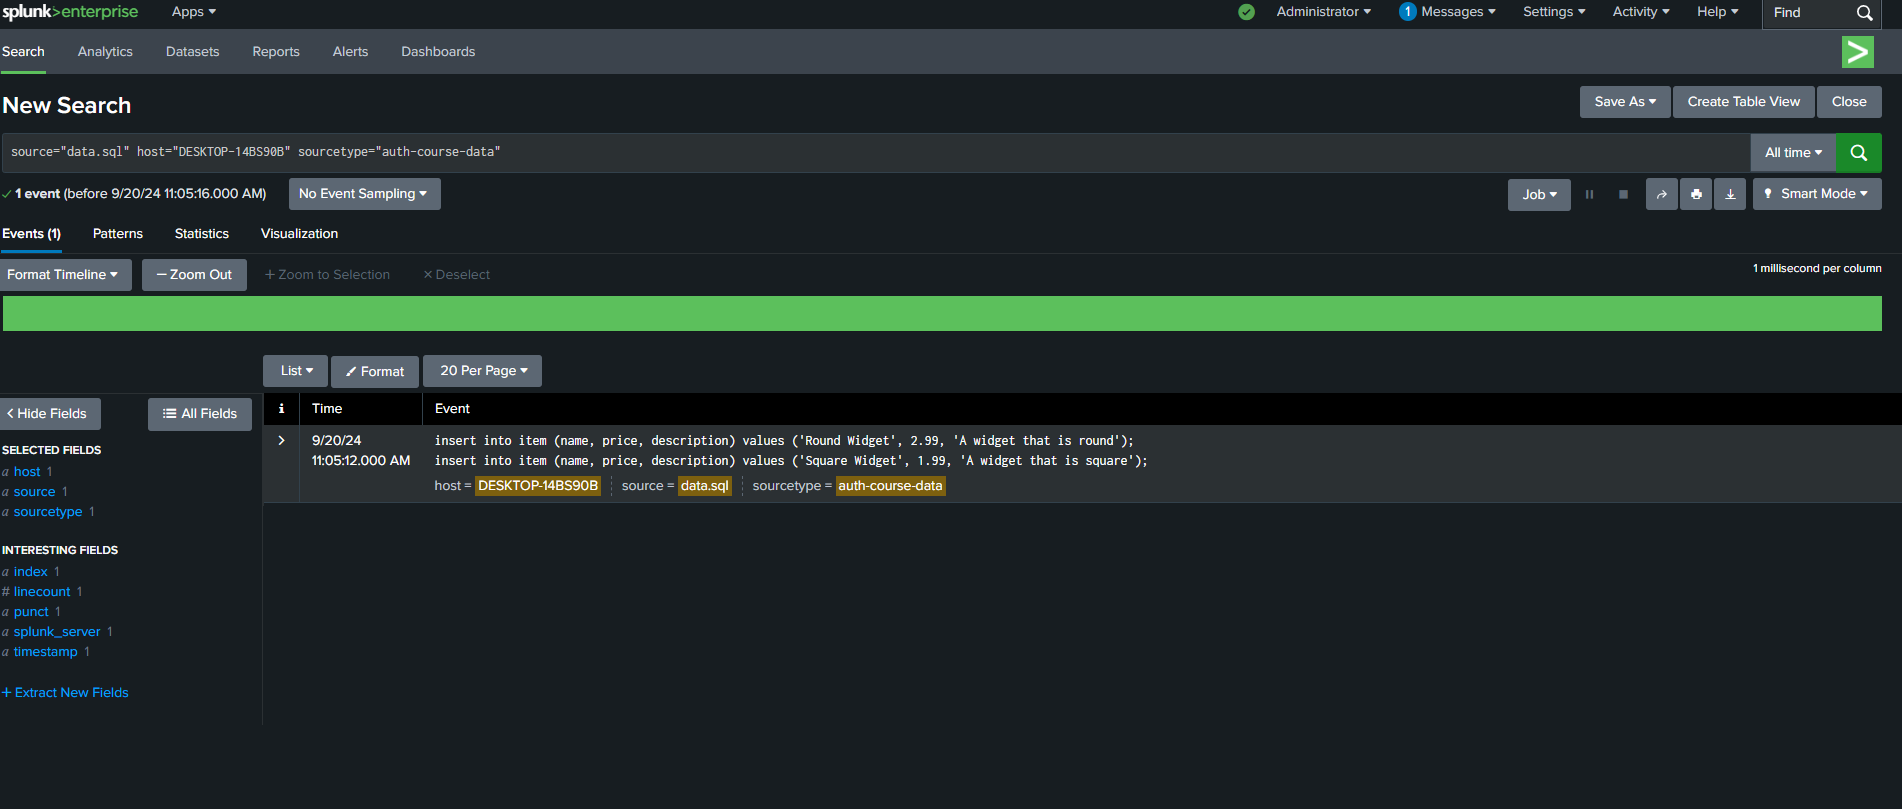 splunk>enterprise Apps Administrator 1 Messages Settings Activity Help Find
Search Analytics Datasets Reports Alerts Dashboards
New Search Save As Create Table View Close
source="data.sql" host="DESKTOP-14BS90B" sourcetype="auth-course-data" All time
1 event (before 9/20/24 11:05:16.000 AM) No Event Sampling Job Smart Mode
Events (1) Patterns Statistics Visualization
Format Timeline — Zoom Out + Zoom to Selection × Deselect 1 millisecond per column
List Format 20 Per Page
< Hide Fields All Fields
i Time Event
SELECTED FIELDS
a host 1
a source 1
a sourcetype 1
INTERESTING FIELDS
a index 1
# linecount 1
a punct 1
a splunk_server 1
a timestamp 1
+ Extract New Fields
9/20/24
11:05:12.000 AM
insert into item (name, price, description) values ('Round Widget', 2.99, 'A widget that is round');
insert into item (name, price, description) values ('Square Widget', 1.99, 'A widget that is square');
host = DESKTOP-14BS90B source = data.sql sourcetype = auth-course-data